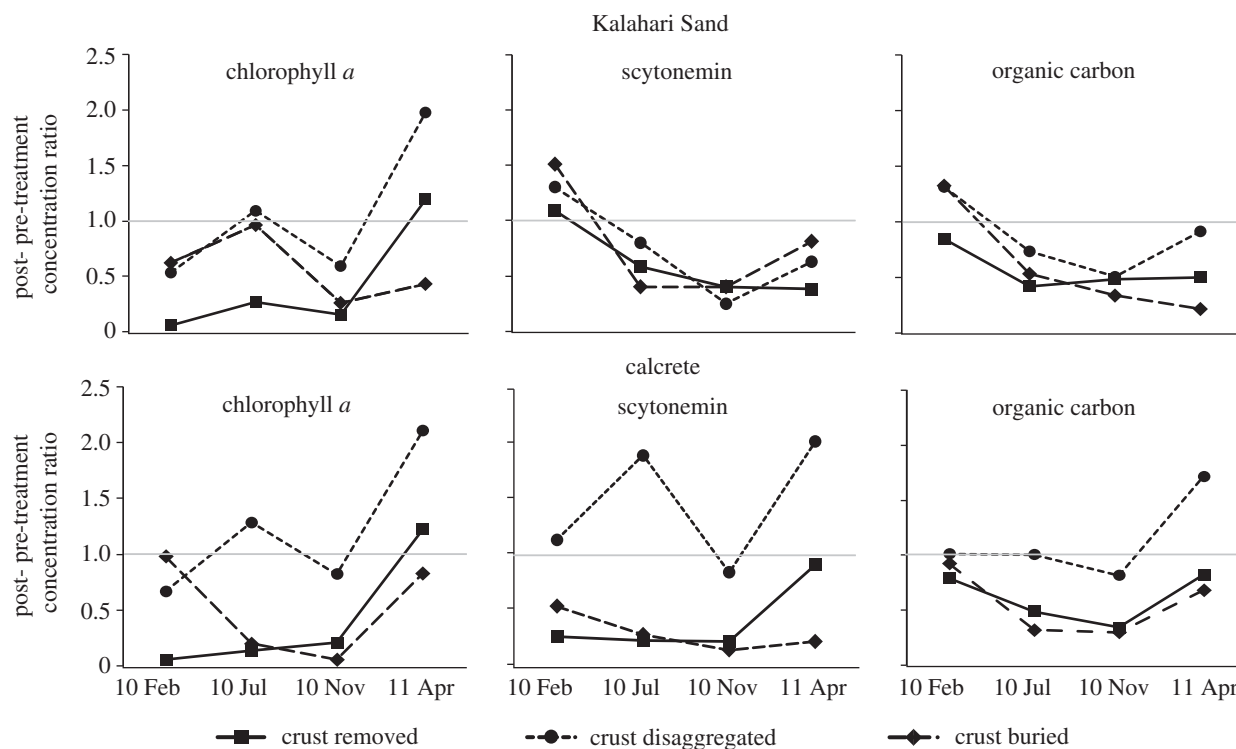 Kalahari Sand
chlorophyll a
scytonemin
organic carbon
post- pre-treatment
concentration ratio
2.5
2.0
1.5
1.0
0.5
0
calcrete
chlorophyll a
scytonemin
organic carbon
post- pre-treatment
concentration ratio
2.5
2.0
1.5
1.0
0.5
0
10 Feb 10 Jul 10 Nov 11 Apr
10 Feb 10 Jul 10 Nov 11 Apr
10 Feb 10 Jul 10 Nov 11 Apr
crust removed crust disaggregated crust buried